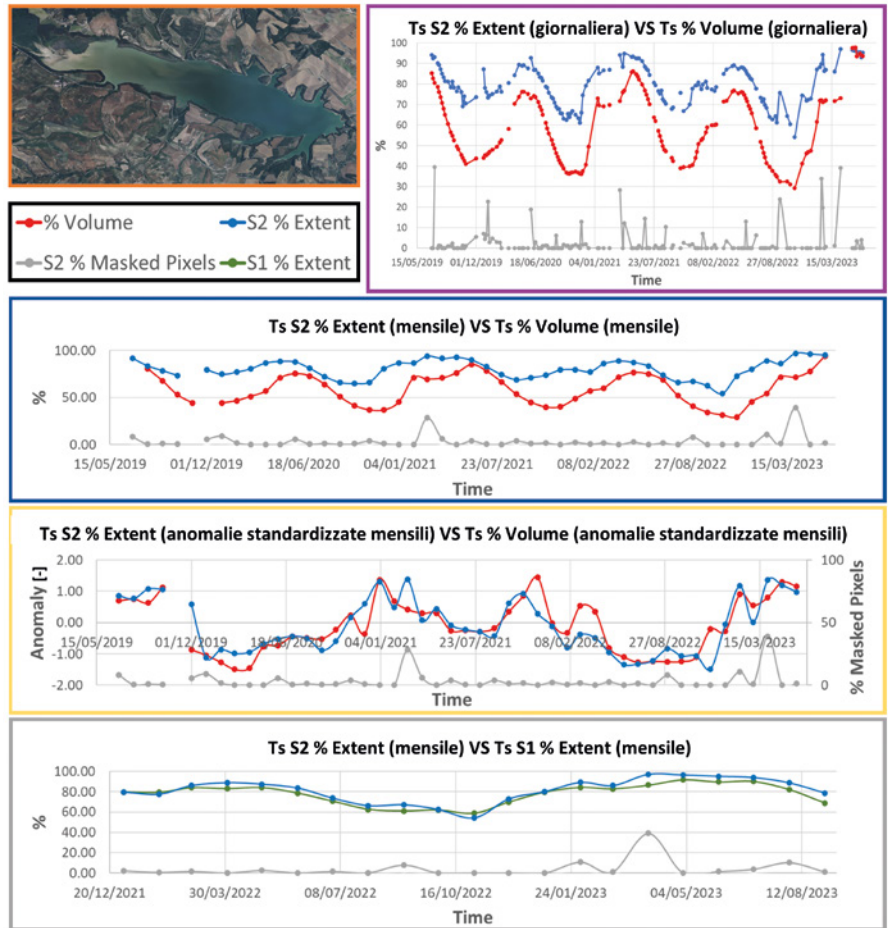 Ts S2 % Extent (giornaliera) VS Ts % Volume (giornaliera)
100
90
80
70
60
50
40
30
20
10
0
%
15/05/2019 01/12/2019 18/06/2020 04/01/2021 23/07/2021 08/02/2022 27/08/2022 15/03/2023
Time
% Volume
S2 % Extent
S2 % Masked Pixels
S1 % Extent
Ts S2 % Extent (mensile) VS Ts % Volume (mensile)
100.00
50.00
0.00
%
15/05/2019 01/12/2019 18/06/2020 04/01/2021 23/07/2021 08/02/2022 27/08/2022 15/03/2023
Time
Ts S2 % Extent (anomalie standardizzate mensili) VS Ts % Volume (anomalie standardizzate mensili)
2.00
1.00
0.00
-1.00
-2.00
Anomaly [-]
100
50
0
% Masked Pixels
15/05/2019 01/12/2019 18/06/2020 04/01/2021 23/07/2021 08/02/2022 27/08/2022 15/03/2023
Time
Ts S2 % Extent (mensile) VS Ts S1 % Extent (mensile)
100.00
80.00
60.00
40.00
20.00
0.00
%
20/12/2021 30/03/2022 08/07/2022 16/10/2022 24/01/2023 04/05/2023 12/08/2023
Time